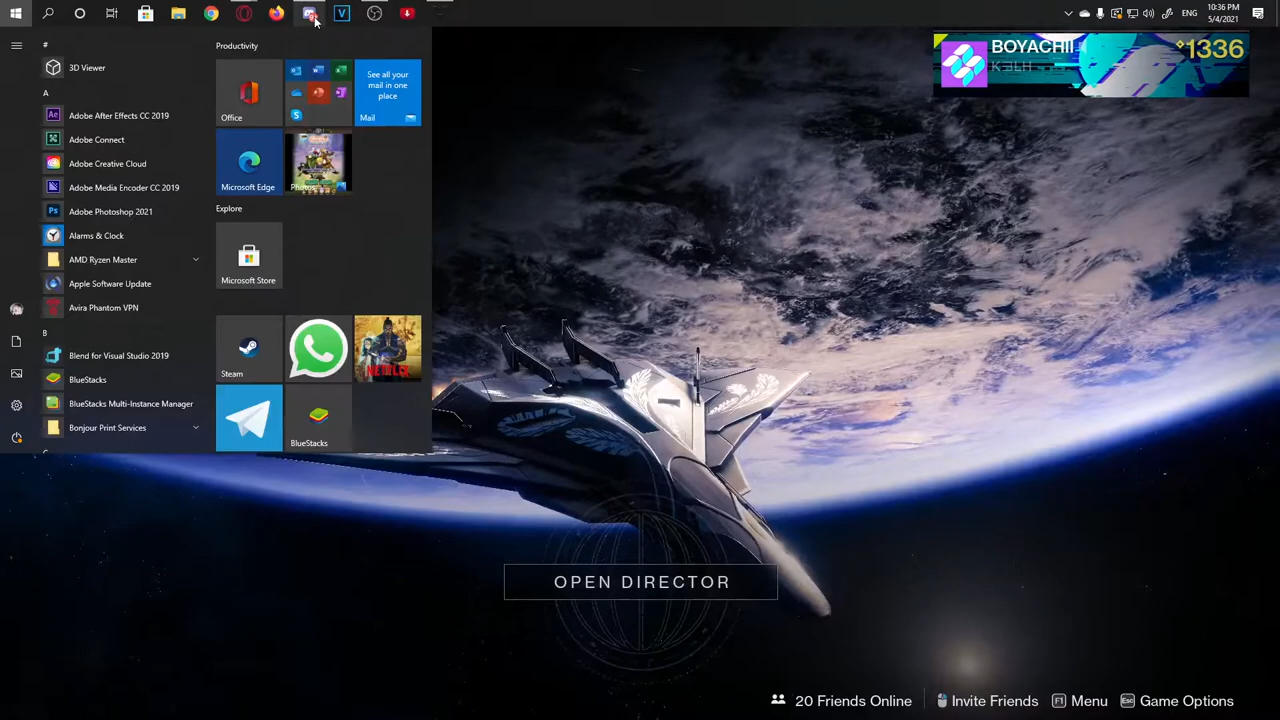 V
10:36 PM
ENG
5/4/2021
#
3D Viewer
A
Adobe After Effects CC 2019
Adobe Connect
Adobe Creative Cloud
Adobe Media Encoder CC 2019
Adobe Photoshop 2021
Alarms & Clock
AMD Ryzen Master
Apple Software Update
Avira Phantom VPN
B
Blend for Visual Studio 2019
BlueStacks
BlueStacks Multi-Instance Manager
Bonjour Print Services
Productivity
Office
See all your
mail in one
place
Mail
Microsoft Edge
Photos
Explore
Microsoft Store
Steam
NETFLIX
BlueStacks
BOYACHII
1336
OPEN DIRECTOR
20 Friends Online
Invite Friends
F1 Menu
Esc Game Options